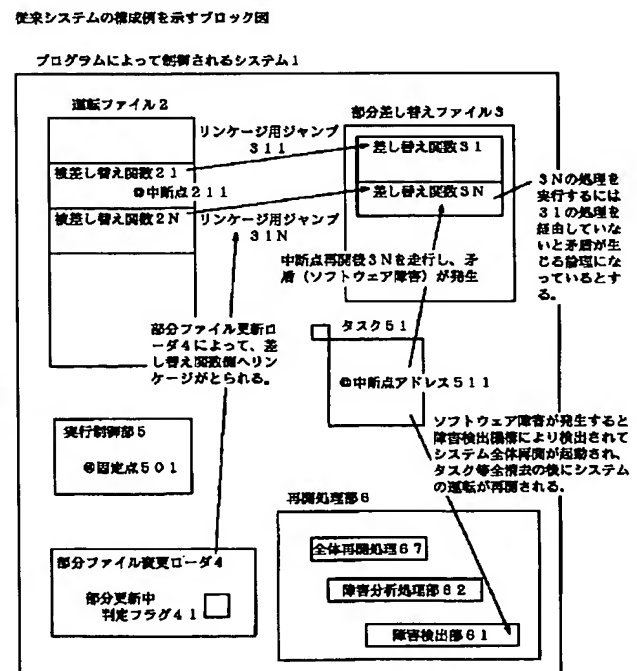 従来システムの構成例を示すブロック図
プログラムによって制御されるシステム1
運転ファイル2
リンケージ用ジャンプ
311
部分差し替えファイル3
差し替え関数31
被差し替え関数21
@中断点211
差し替え関数3N
被差し替え関数2N
リンケージ用ジャンプ
31N
3Nの処理を
実行するには
31の処理を
経由していな
いと矛盾が生
じる論理にな
っているとす
る。
中断点再開後3Nを走行し、矛
盾(ソフトウェア障害)が発生
部分ファイル更新ロ
ーダ4によって、差
し替え関数側へリン
ケージがとられる。
タスク51
@中断点アドレス511
ソフトウェア障害が発生すると
障害検出機構により検出されて
システム全体再開が起動され、
タスク等全消去の後にシステム
の運転が再開される。
実行制御部5
@固定点501
再開処理部6
全体再開処理67
部分ファイル変更ローダ4
障害分析処理部62
部分更新中
判定フラグ41
障害検出部61